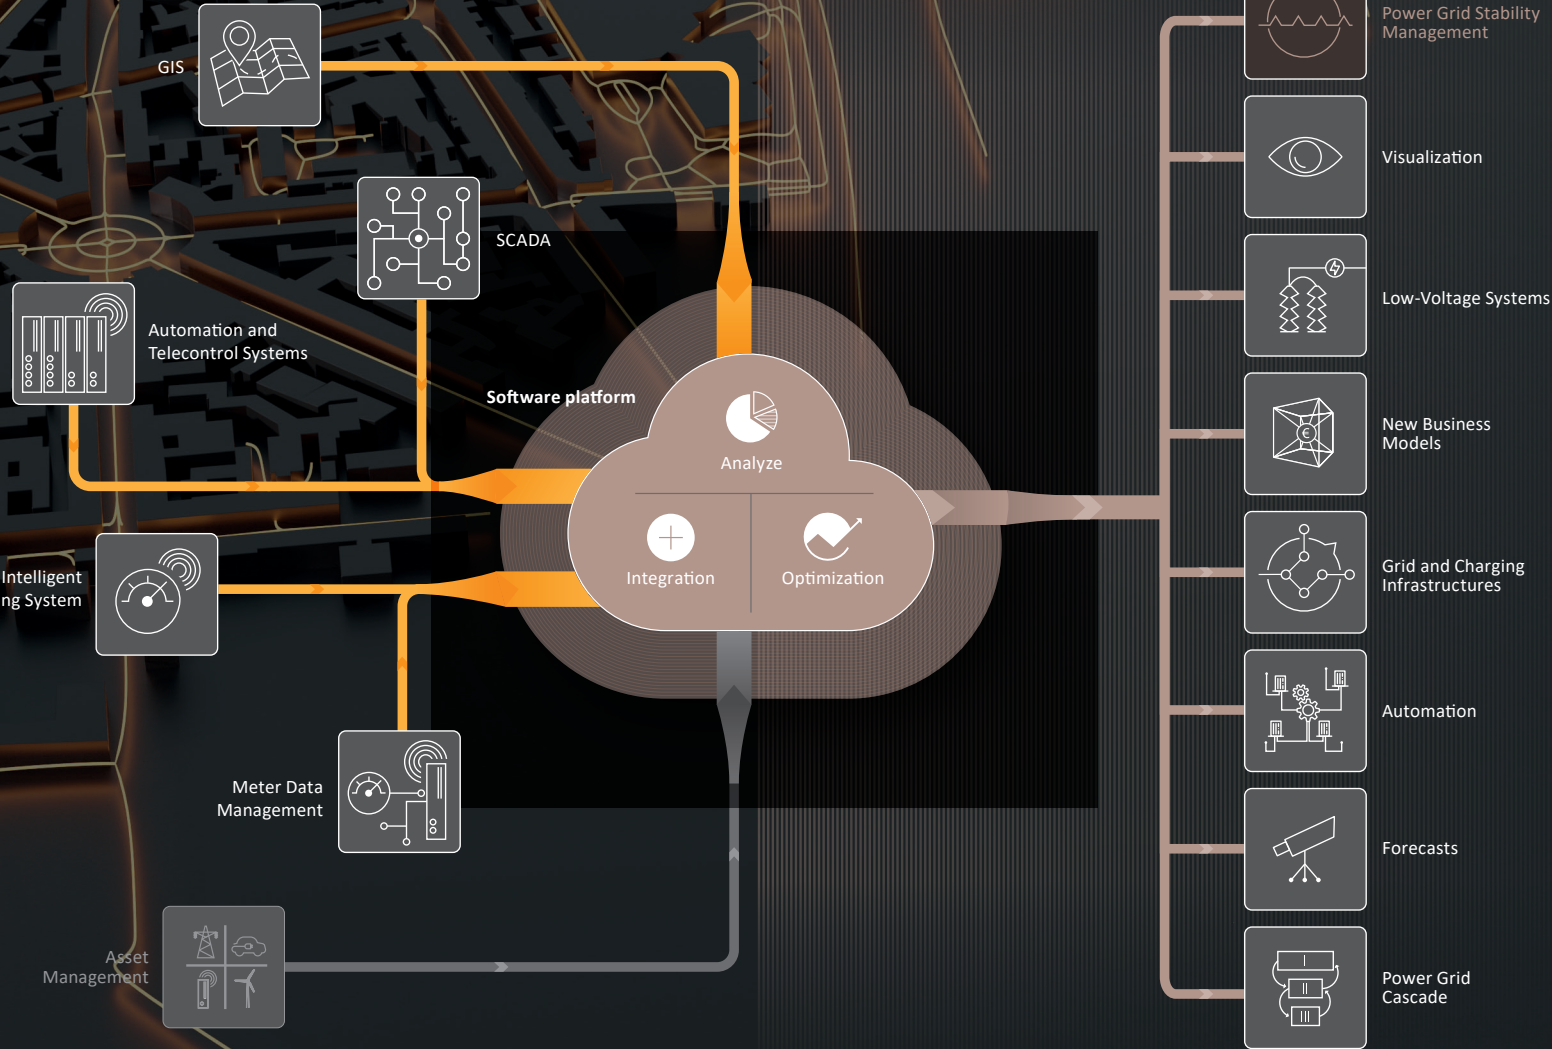 GIS
SCADA
Automation and
Telecontrol Systems
Software platform
Analyze
Integration
Optimization
Intelligent
ng System
Meter Data
Management
Asset
Management
Power Grid Stability
Management
Visualization
Low-Voltage Systems
New Business
Models
€
Grid and Charging
Infrastructures
Automation
Forecasts
Power Grid
Cascade
I
II
III